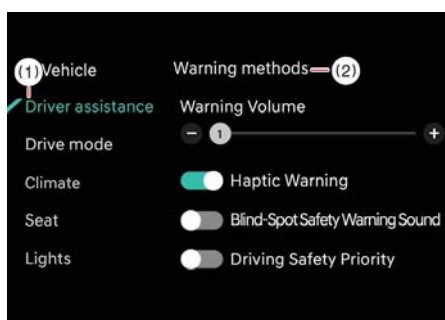 (1) Vehicle
Driver assistance
Drive mode
Climate
Seat
Lights
Warning methods (2)
Warning Volume
- 1 +
Haptic Warning
Blind-Spot Safety Warning Sound
Driving Safety Priority